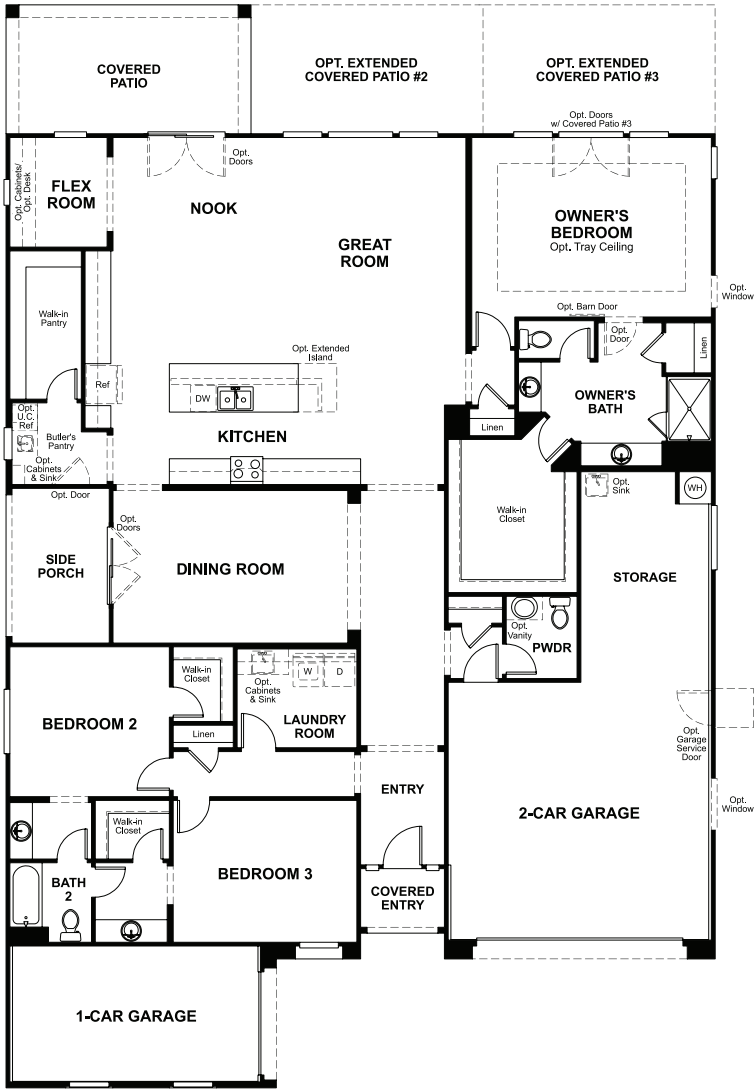 COVERED
PATIO
OPT. EXTENDED
COVERED PATIO #2
OPT. EXTENDED
COVERED PATIO #3
Opt. Doors
w/ Covered Patio #3
Opt. Cabinets/
Opt. Desk
FLEX
ROOM
Opt.
Doors
NOOK
GREAT
ROOM
OWNER'S
BEDROOM
Opt. Tray Ceiling
Opt.
Window
Opt. Barn Door
Opt.
Door
Linen
Walk-in
Pantry
Ref
Opt. Extended
Island
DW
Linen
OWNER'S
BATH
Opt.
U.C.
Ref
Butler's
Pantry
Opt.
Cabinets
& Sink
KITCHEN
Opt. Door
Opt.
Doors
SIDE
PORCH
DINING ROOM
Walk-in
Closet
Opt.
Sink
WH
STORAGE
Opt.
Vanity
PWDR
Walk-in
Closet
Opt.
Cabinets
& Sink
W
D
LAUNDRY
ROOM
BEDROOM 2
Linen
Opt.
Garage
Service
Door
ENTRY
2-CAR GARAGE
Opt.
Window
Walk-in
Closet
BATH
2
BEDROOM 3
COVERED
ENTRY
1-CAR GARAGE